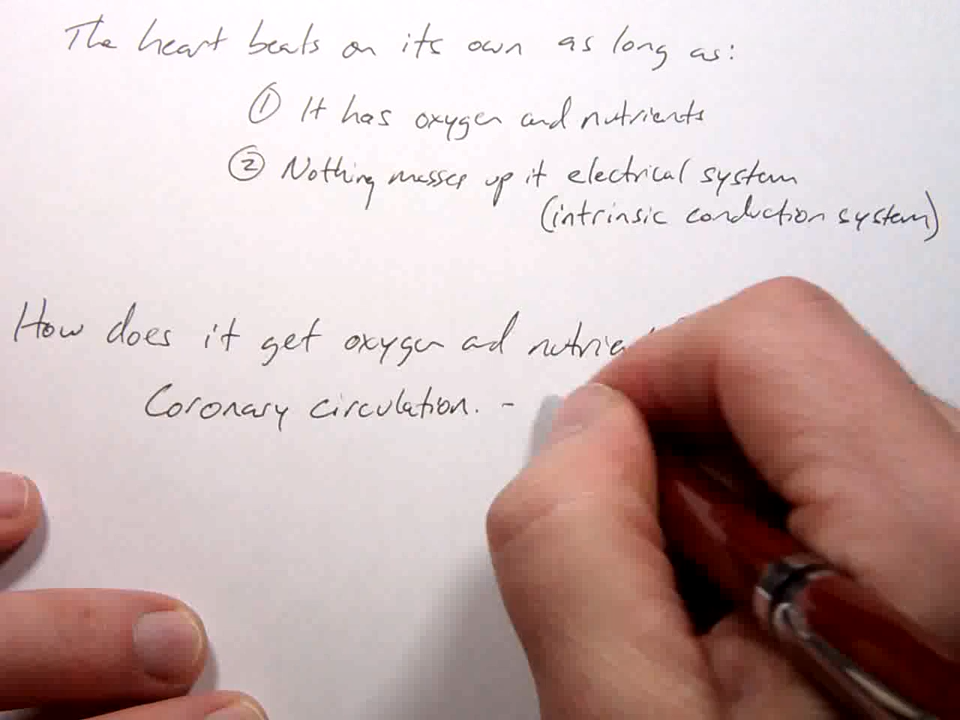 The heart beats on its own as long as:
① It has oxygen and nutrients
② Nothing messes up it electrical system
(intrinsic conduction system)
How does it get oxygen ad
Coronary circulation. -